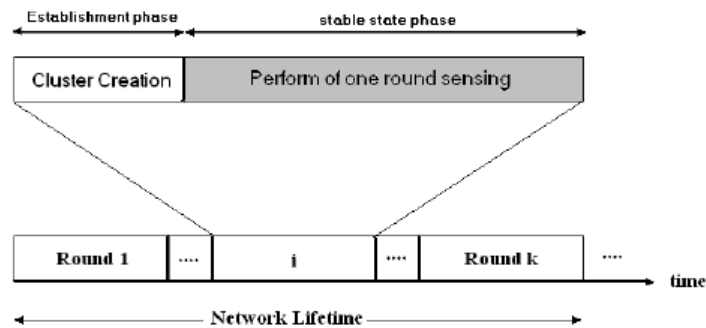 Establishment phase
stable state phase
Cluster Creation
Perform of one round sensing
Round 1
....
i
....
Round k
....
time
Network Lifetime